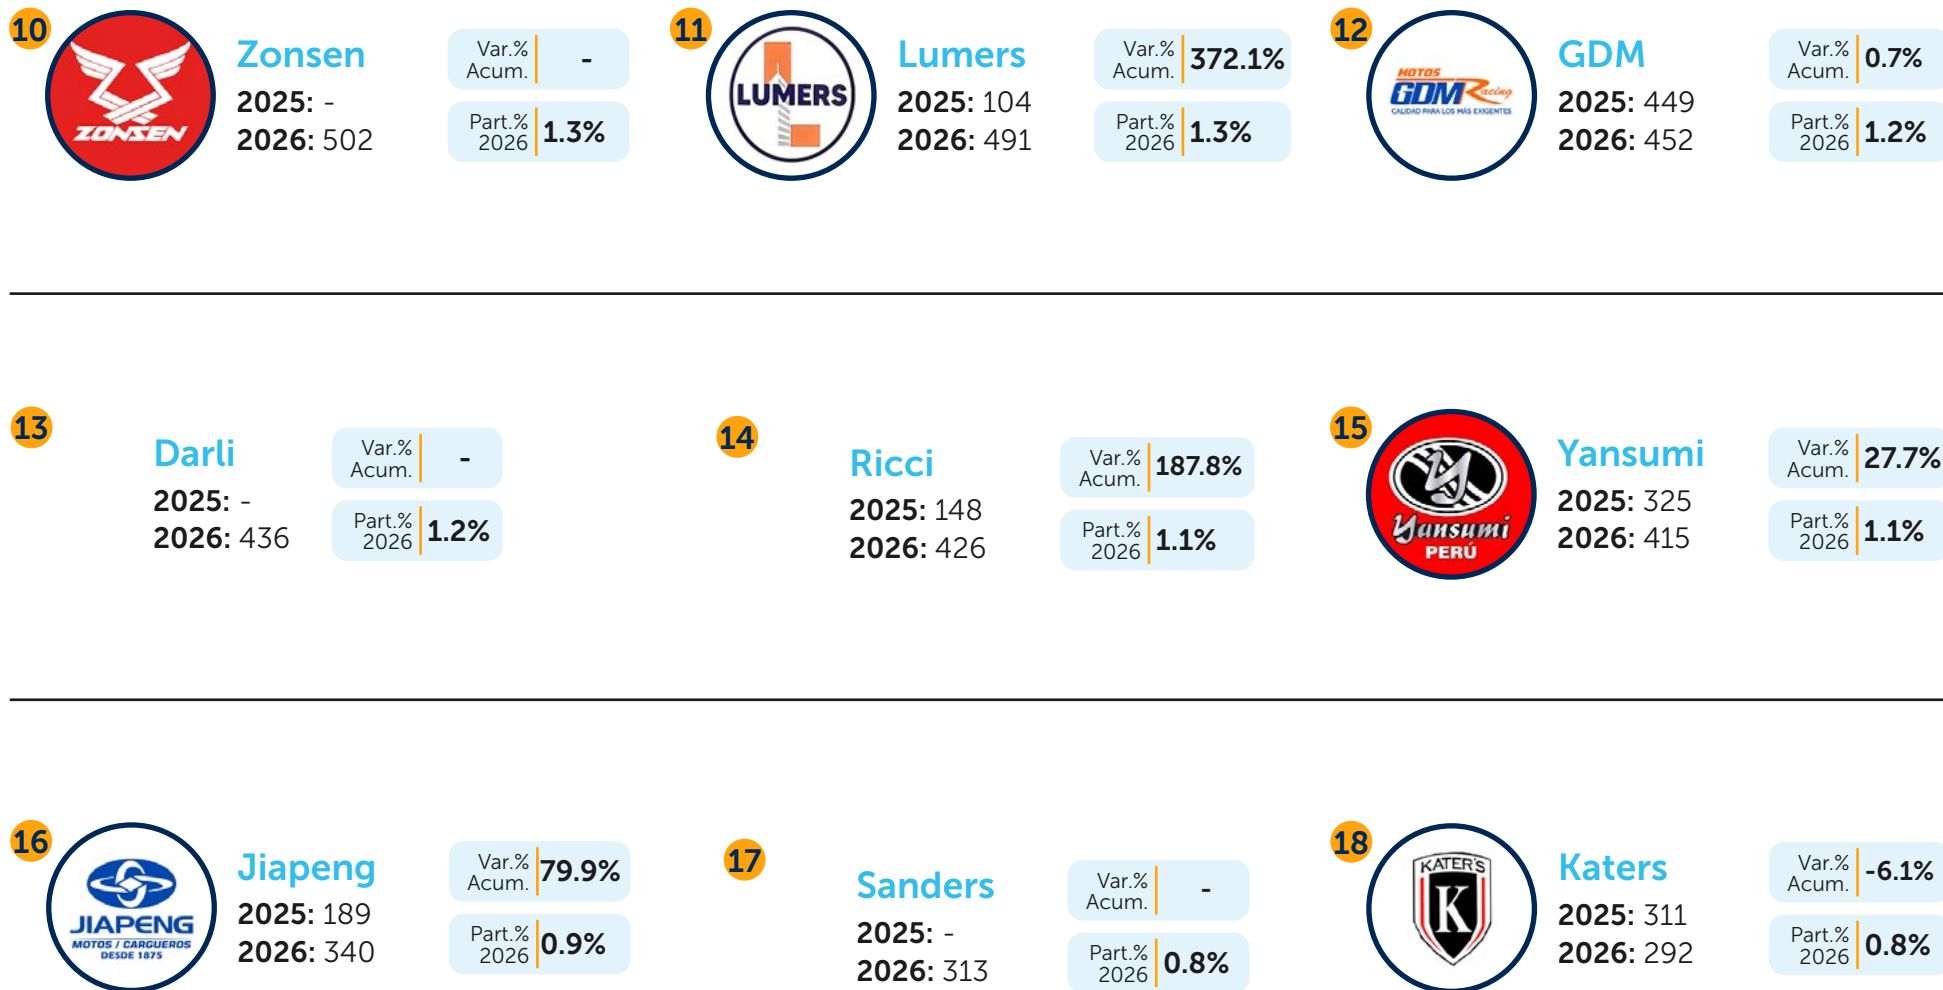 10
ZONSEN
Zonsen
2025: -
2026: 502
Var.%
Acum.
-
Part.%
2026
1.3%
11
LUMERS
Lumers
2025: 104
2026: 491
Var.%
Acum.
372.1%
Part.%
2026
1.3%
12
MOTOS
GDM Racing
CALIDAD PARA LOS MÁS EXIGENTES
GDM
2025: 449
2026: 452
Var.%
Acum.
0.7%
Part.%
2026
1.2%
13
Darli
2025: -
2026: 436
Var.%
Acum.
-
Part.%
2026
1.2%
14
Ricci
2025: 148
2026: 426
Var.%
Acum.
187.8%
Part.%
2026
1.1%
15
Y
Yansumi
PERÚ
Yansumi
2025: 325
2026: 415
Var.%
Acum.
27.7%
Part.%
2026
1.1%
16
JIAPENG
MOTOS / CARGUEROS
DESDE 1875
Jiapeng
2025: 189
2026: 340
Var.%
Acum.
79.9%
Part.%
2026
0.9%
17
Sanders
2025: -
2026: 313
Var.%
Acum.
-
Part.%
2026
0.8%
18
KATER'S
K
Katers
2025: 311
2026: 292
Var.%
Acum.
-6.1%
Part.%
2026
0.8%